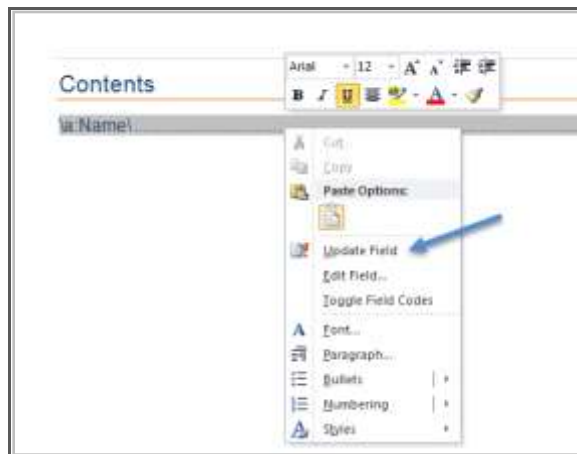 Arial 12 A A
Contents
B I U A
\a Name\
Cut
Copy
Paste Options:
Update Field
Edit Field...
Toggle Field Codes
A Font...
Paragraph...
Bullets
Numbering
Styles